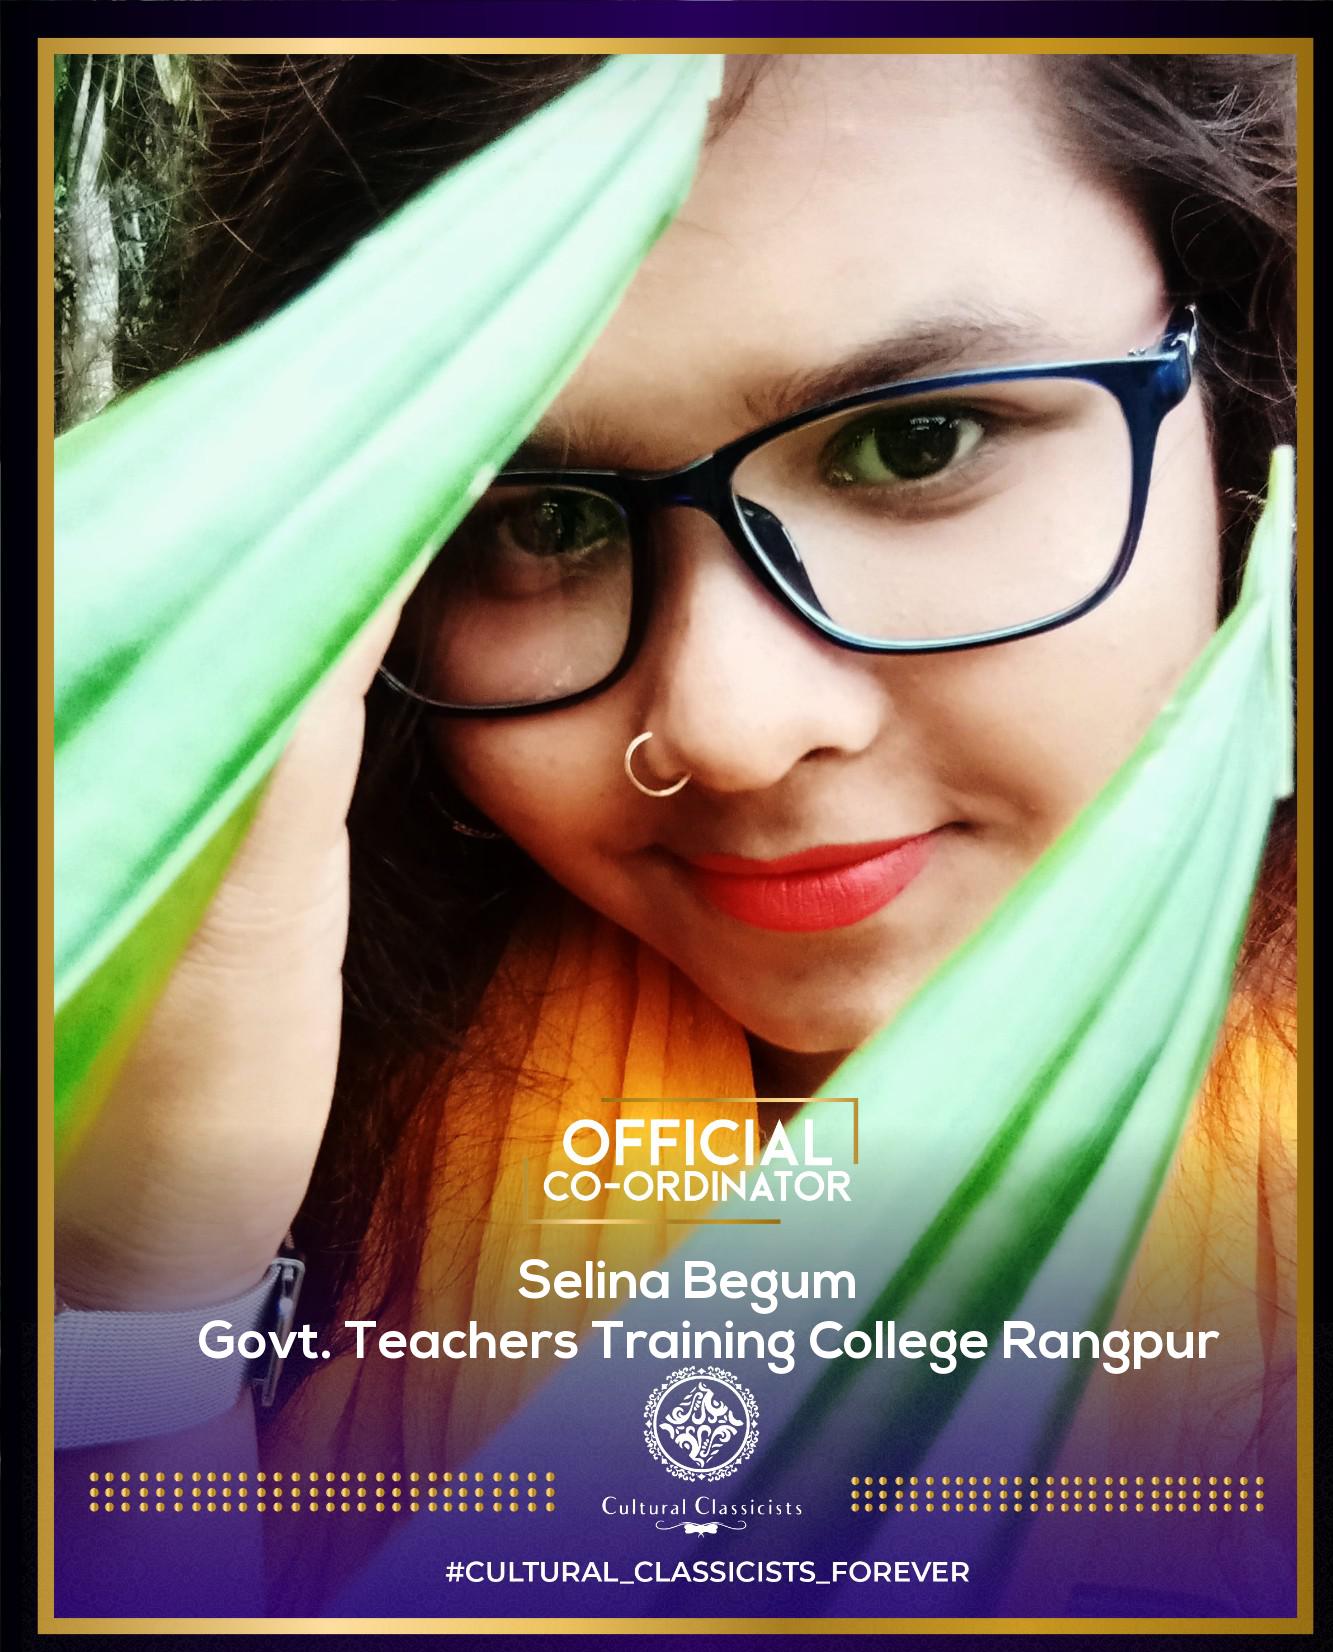 OFFICIAL
CO-ORDINATOR
Selina Begum
Govt. Teachers Training College Rangpur
Cultural Classicists
#CULTURAL_CLASSICISTS_FOREVER